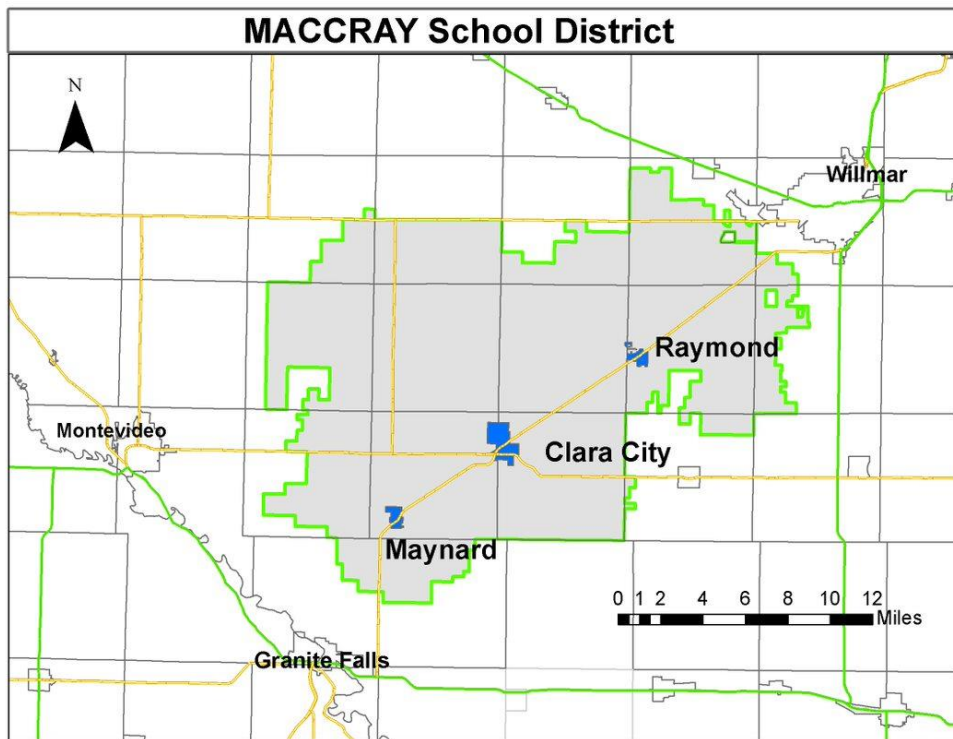 MACCRAY School District
N
Willmar
Raymond
Montevideo
Clara City
Maynard
0 1 2 4 6 8 10 12
Miles
Granite Falls